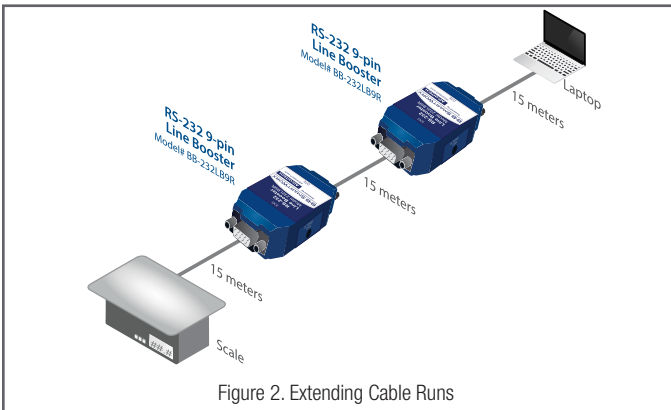 RS-232 9-pin
Line Booster
Model# BB-232LB9R
Laptop
15 meters
RS-232 9-pin
Line Booster
Model# BB-232LB9R
15 meters
15 meters
Scale
##.#
Figure 2. Extending Cable Runs